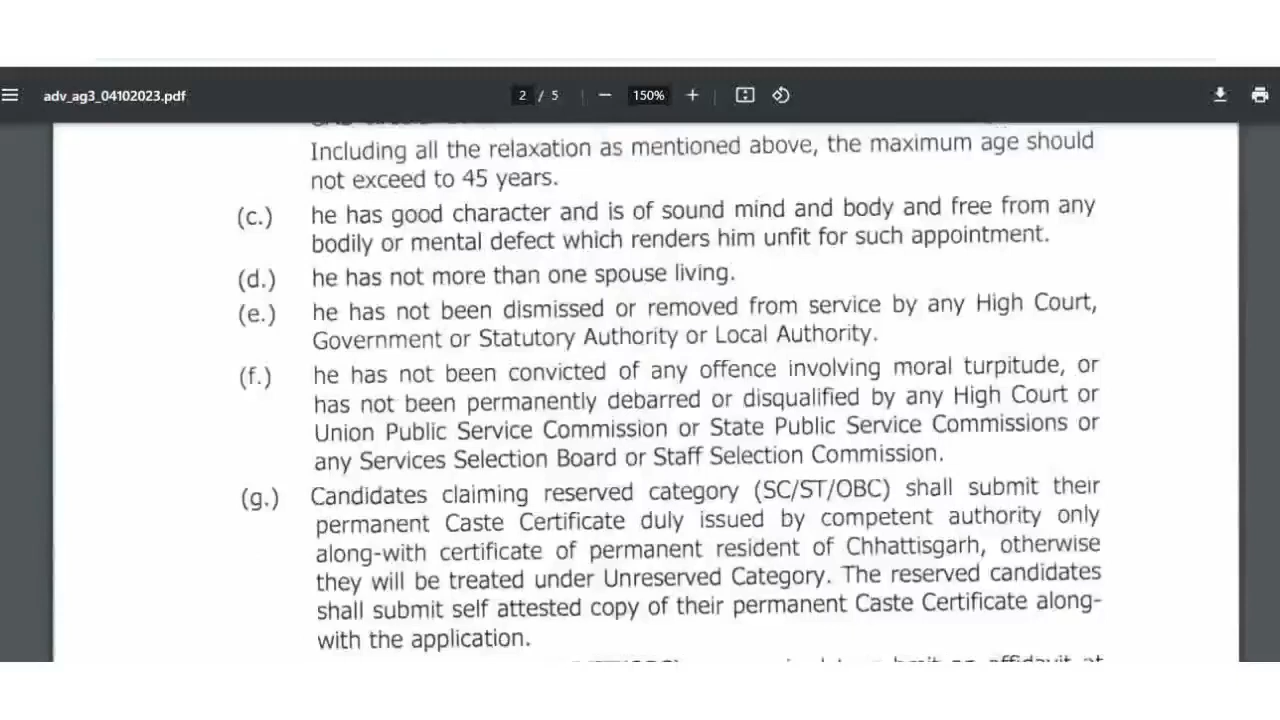 adv_ag3_04102023.pdf
2 / 5
150%
Including all the relaxation as mentioned above, the maximum age should
not exceed to 45 years.
(c.) he has good character and is of sound mind and body and free from any
bodily or mental defect which renders him unfit for such appointment.
(d.) he has not more than one spouse living.
(e.) he has not been dismissed or removed from service by any High Court,
Government or Statutory Authority or Local Authority.
(f.) he has not been convicted of any offence involving moral turpitude, or
has not been permanently debarred or disqualified by any High Court or
Union Public Service Commission or State Public Service Commissions or
any Services Selection Board or Staff Selection Commission.
(g.) Candidates claiming reserved category (SC/ST/OBC) shall submit their
permanent Caste Certificate duly issued by competent authority only
along-with certificate of permanent resident of Chhattisgarh, otherwise
they will be treated under Unreserved Category. The reserved candidates
shall submit self attested copy of their permanent Caste Certificate along-
with the application.